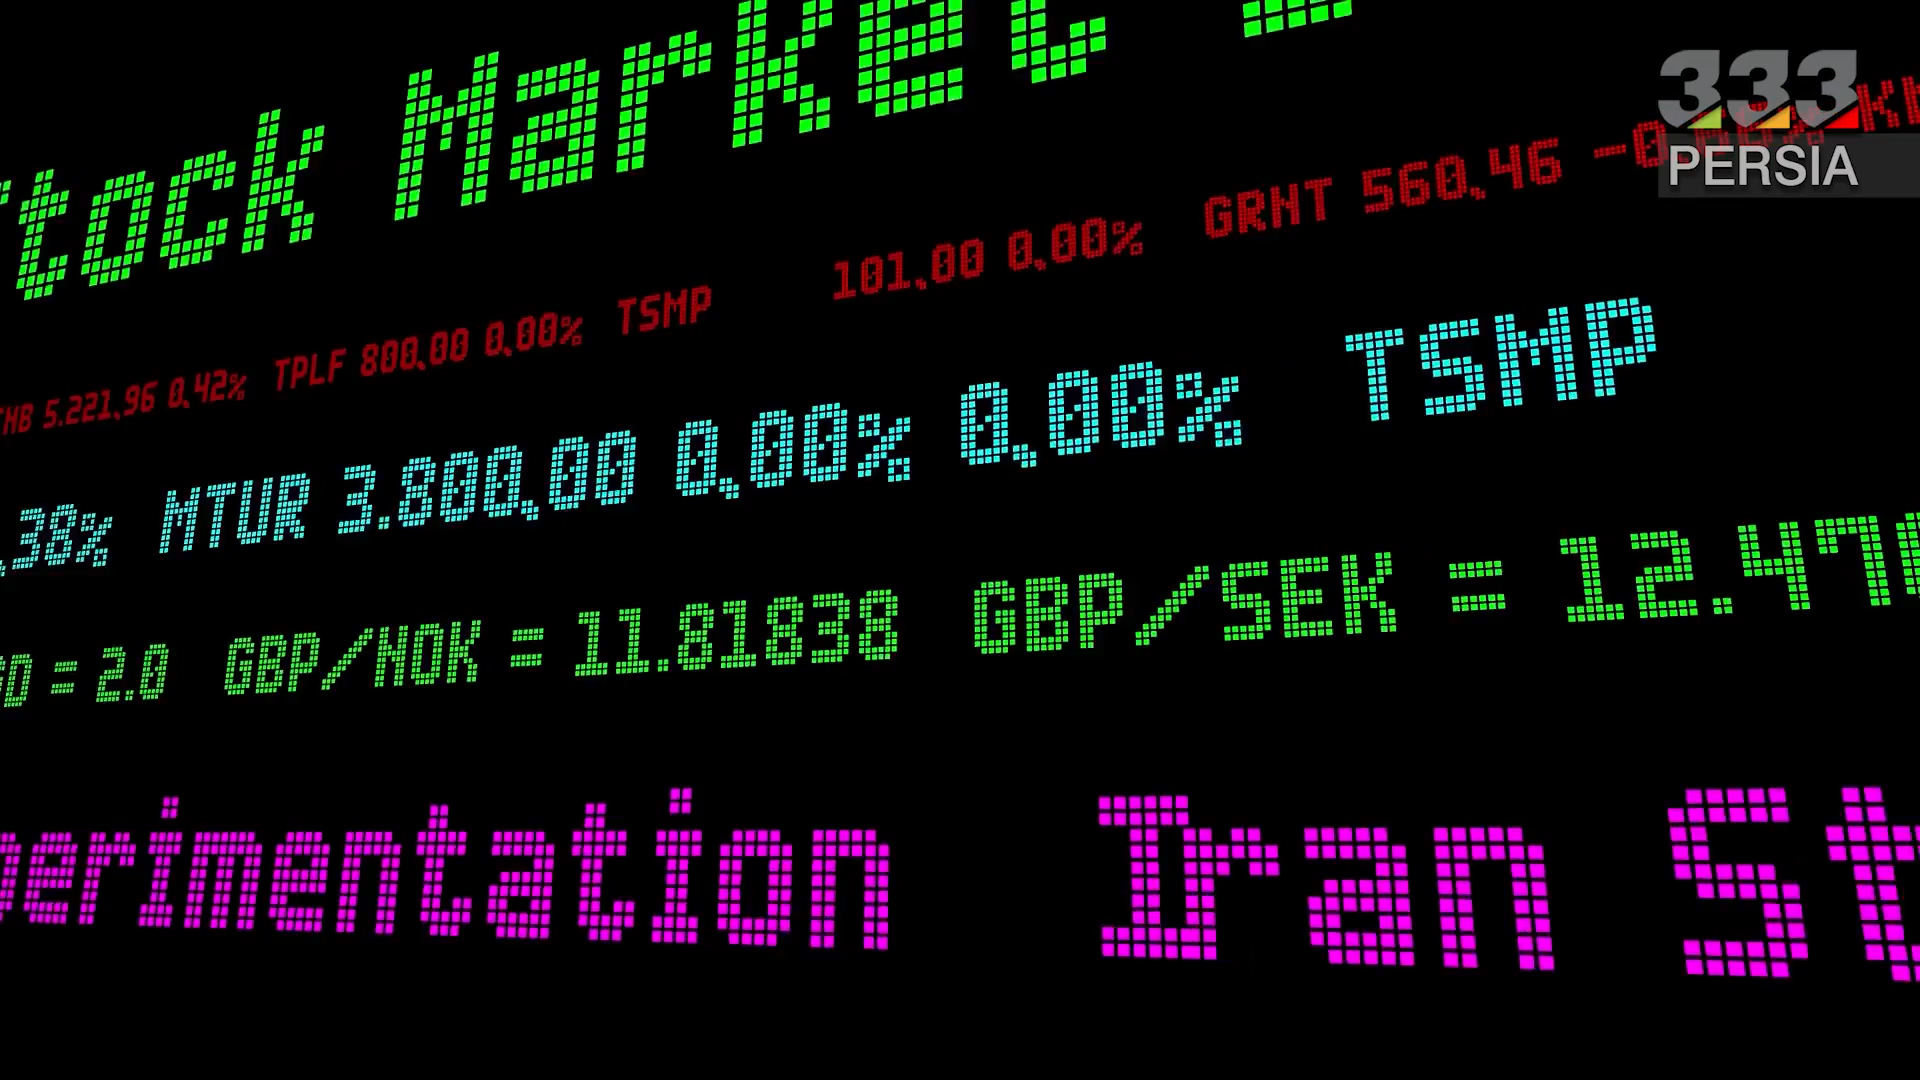 tock Market
333
PERSIA
5.221,96 0,42% TPLF 800,00 0,00% TSMP 101,00 0,00% GRNT 560,46
,38% MTUR 3.800,00 0,00% 0,00% TSMP
= 2.0 GBP/NOK = 11.81838 GBP/SEK = 12.47
perimentation Iran St